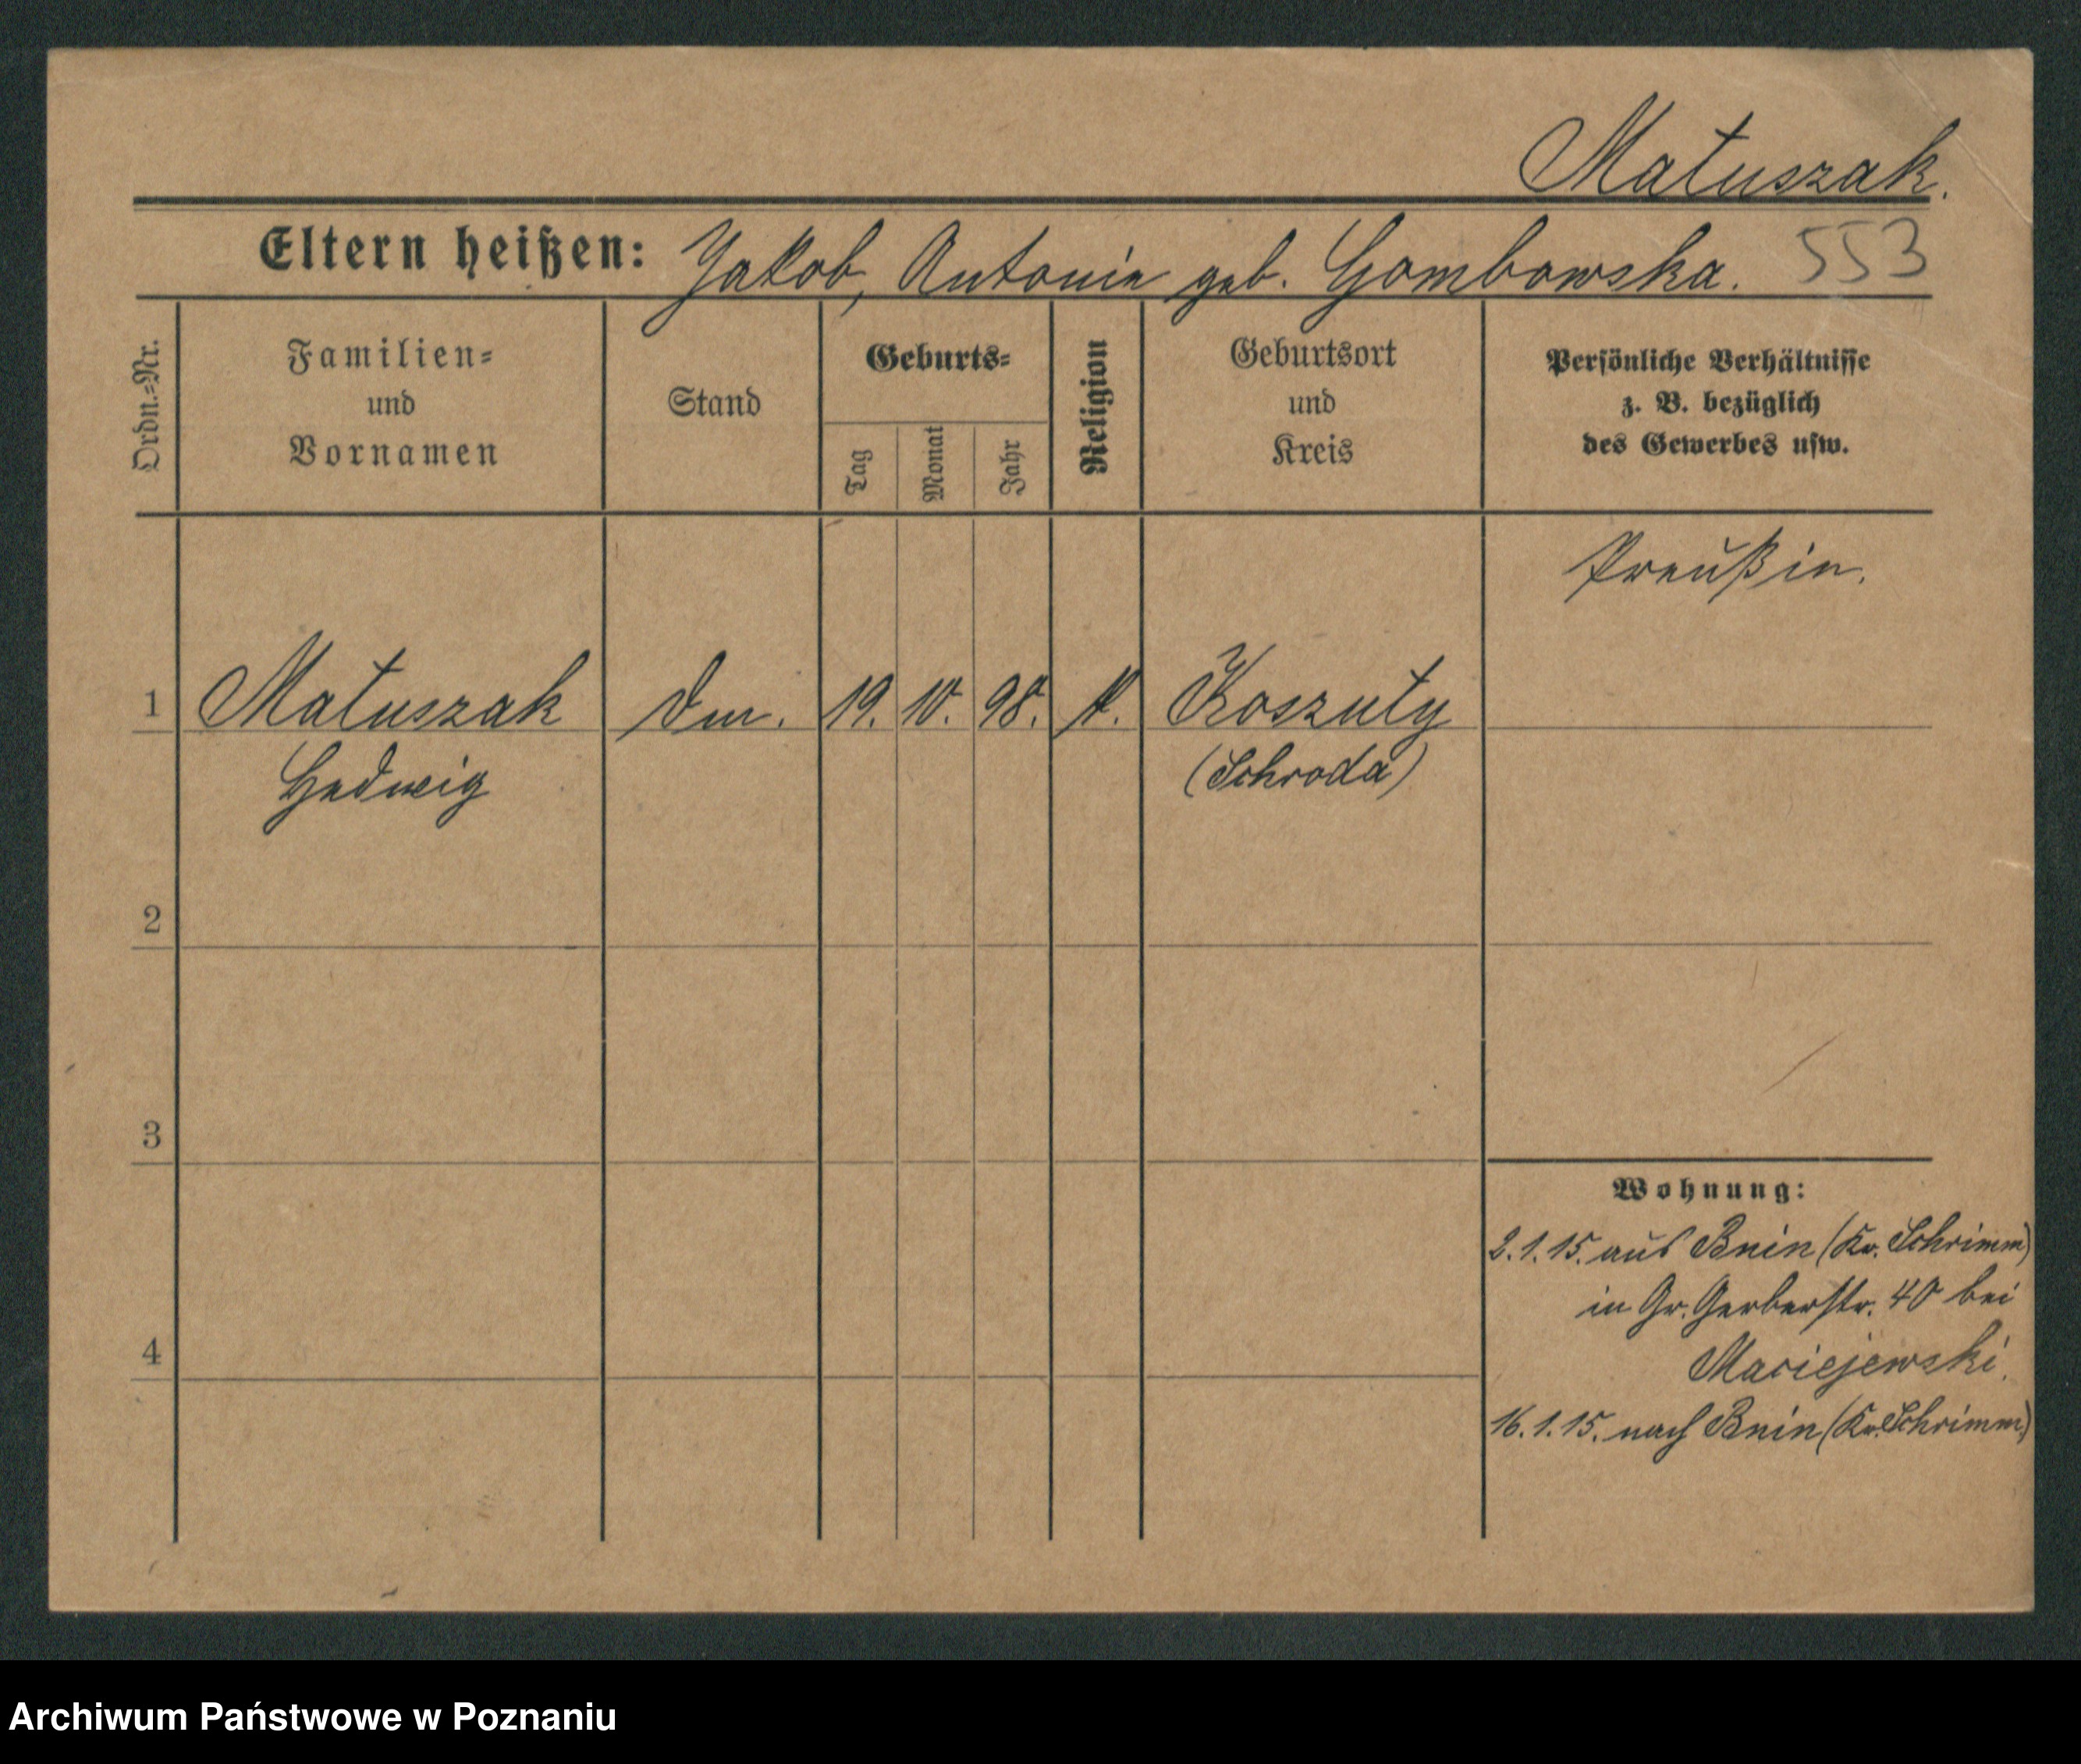 Matuszak.
Eltern heißen: Jakob, Antonie geb. Gombowska. 553
Ordn.=Nr.
Familien=
und
Vornamen
Stand
Geburts=
Tag
Monat
Jahr
Religion
Geburtsort
und
Kreis
Persönliche Verhältnisse
z. B. bezüglich
des Gewerbes usw.
Preußin.
1 Matuszak 19. 10. 98. K. Koszuty
Hedwig (Schroda)
2
3
4
Wohnung:
2.1.15. aus Bnin (Kr. Schrimm)
in Gr. Gerberstr. 40 bei
Maciejewski.
16.1.15. nach Bnin (Kr. Schrimm)
Archiwum Państwowe w Poznaniu